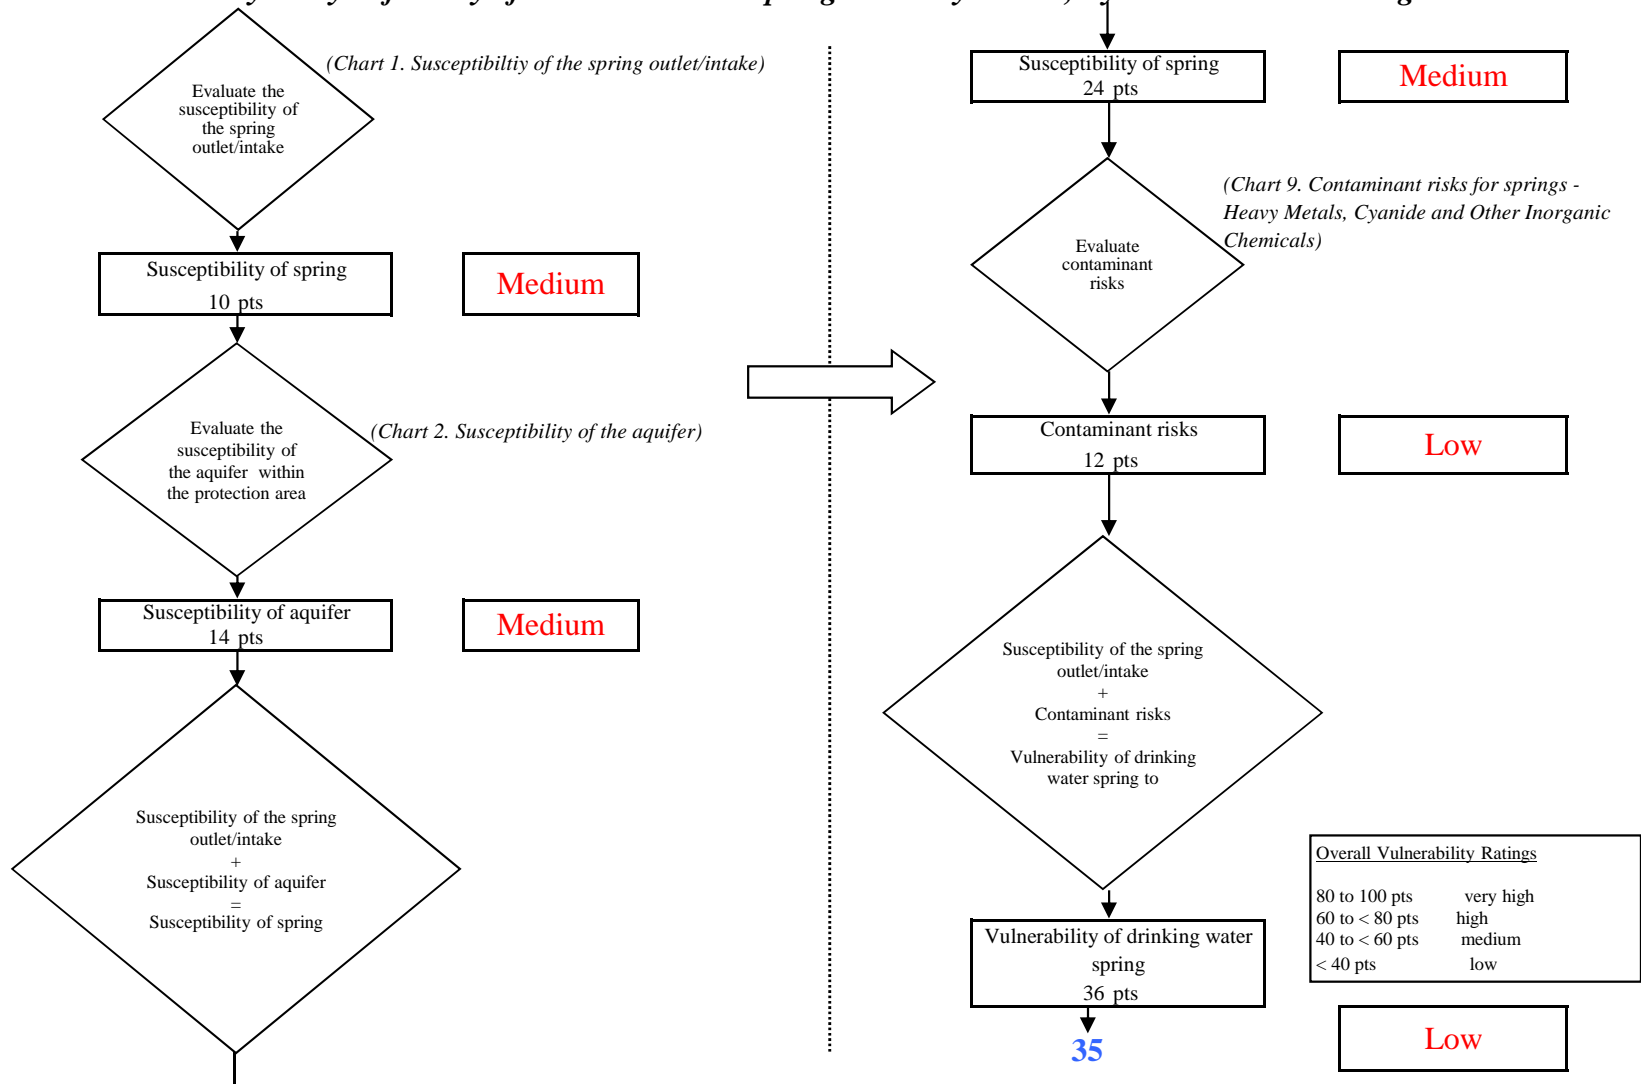 (Chart 1. Susceptibiltiy of the spring outlet/intake)
Evaluate the
susceptibility of
the spring
outlet/intake
Susceptibility of spring
10 pts
Medium
Evaluate the
susceptibility of
the aquifer within
the protection area
(Chart 2. Susceptibility of the aquifer)
Susceptibility of aquifer
14 pts
Medium
Susceptibility of the spring
outlet/intake
+
Susceptibility of aquifer
=
Susceptibility of spring
Susceptibility of spring
24 pts
Medium
(Chart 9. Contaminant risks for springs -
Heavy Metals, Cyanide and Other Inorganic
Chemicals)
Evaluate
contaminant
risks
Contaminant risks
12 pts
Low
Susceptibility of the spring
outlet/intake
+
Contaminant risks
=
Vulnerability of drinking
water spring to
Overall Vulnerability Ratings
80 to 100 pts very high
60 to < 80 pts high
40 to < 60 pts medium
< 40 pts low
Vulnerability of drinking water
spring
36 pts
35
Low